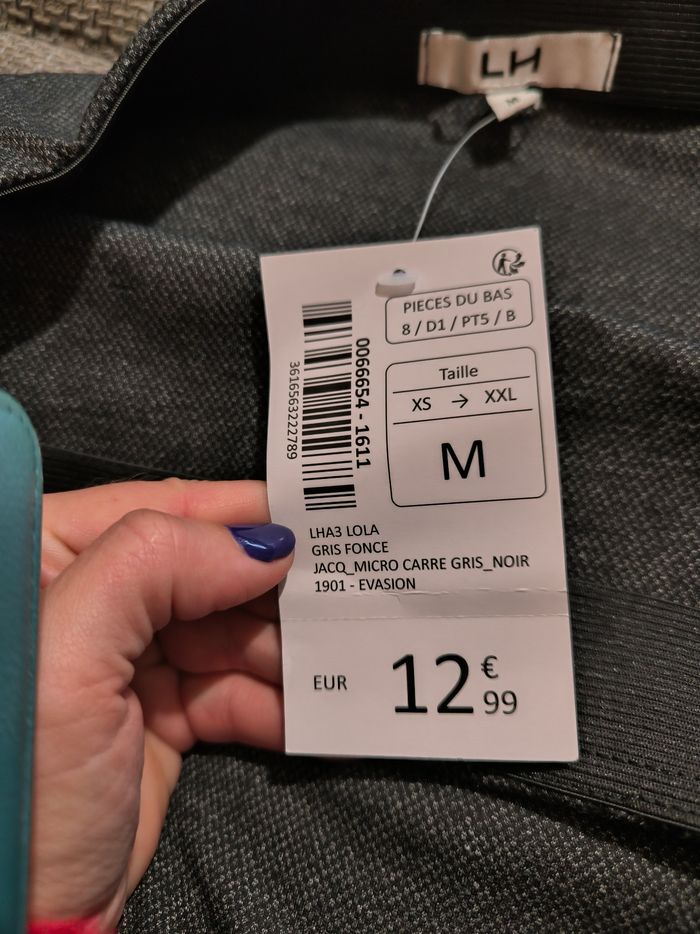 LH
M
PIECES DU BAS
8 / D1 / PT5 / B
Taille
XS → XXL
M
0066654 - 1611
3616563222789
LHA3 LOLA
GRIS FONCE
JACQ_MICRO CARRE GRIS_NOIR
1901 - EVASION
EUR 12 € 99